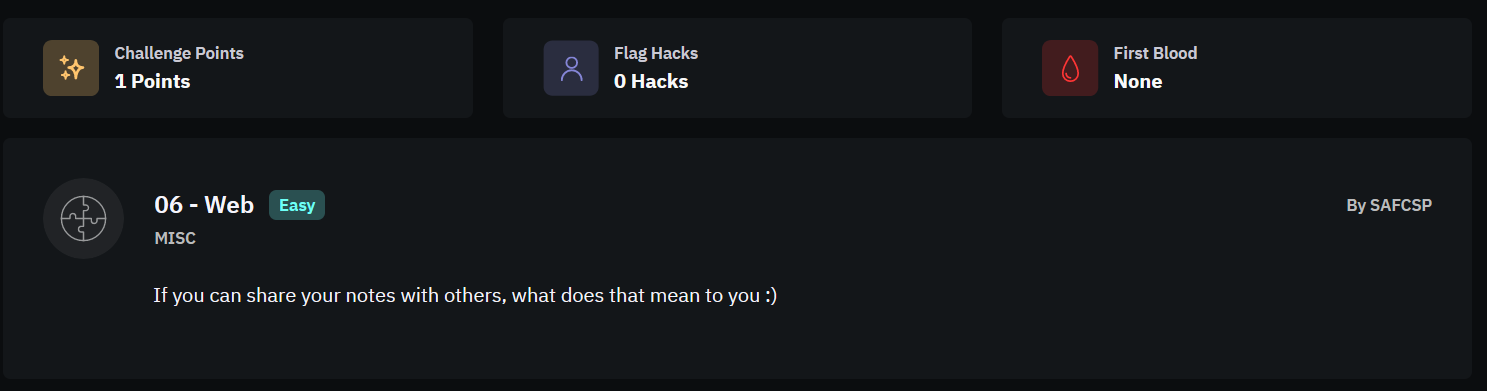 Challenge Points
1 Points
Flag Hacks
0 Hacks
First Blood
None
06 - Web
Easy
By SAFCSP
MISC
If you can share your notes with others, what does that mean to you :)